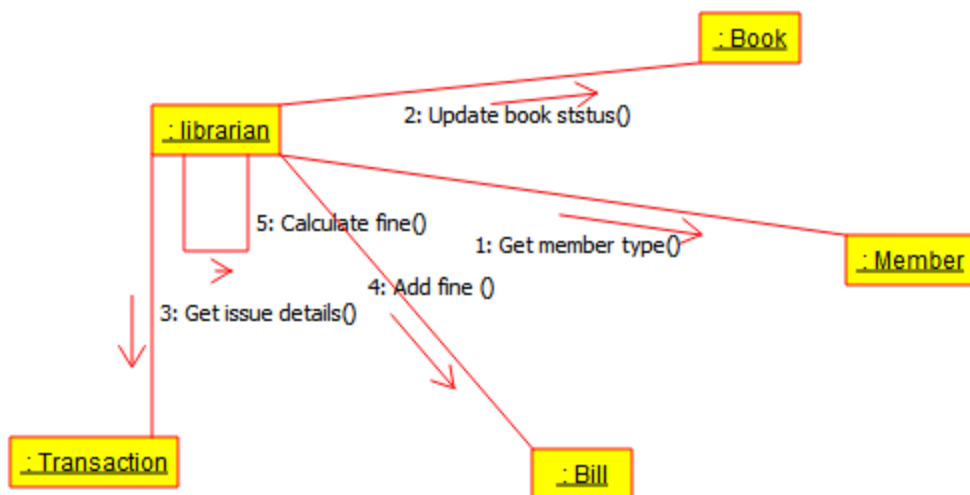 : Book
: librarian
2: Update book ststus()
5: Calculate fine()
1: Get member type()
: Member
4: Add fine ()
3: Get issue details()
: Transaction
: Bill